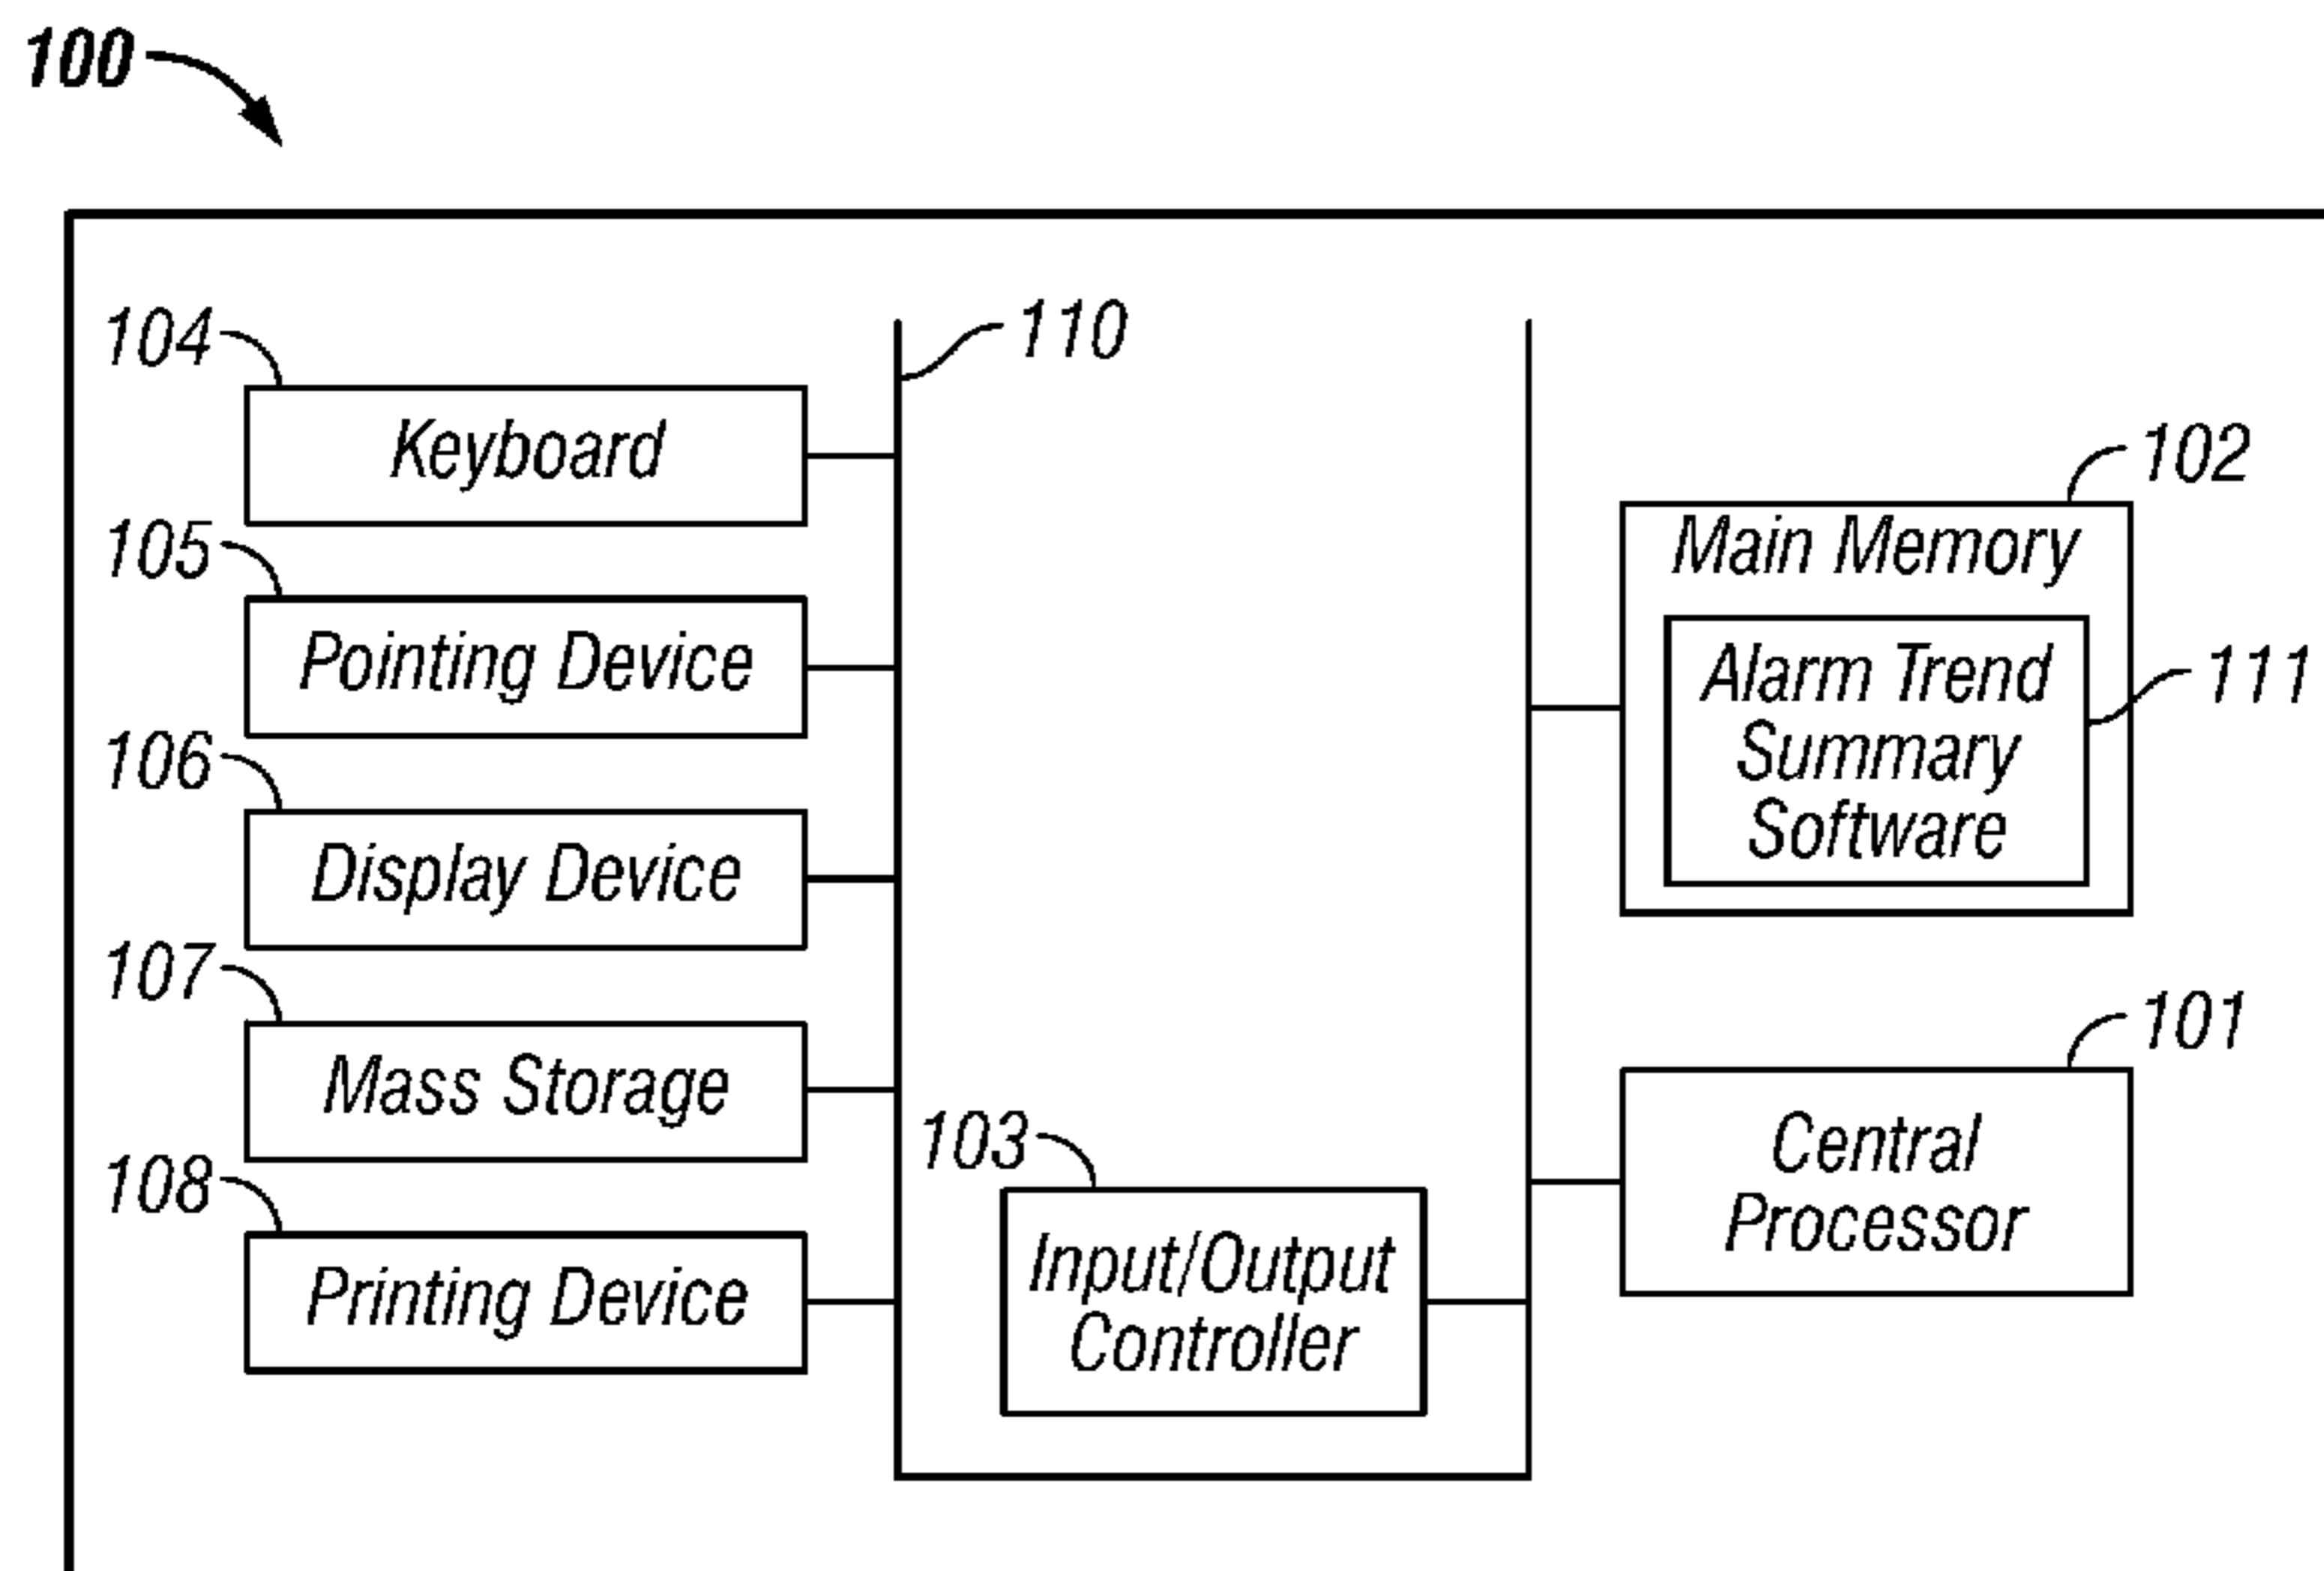 100
104
110
Keyboard
102
Main Memory
105
Pointing Device
Alarm Trend
Summary
Software
111
106
Display Device
107
Mass Storage
101
Central
Processor
103
Input/Output
Controller
108
Printing Device